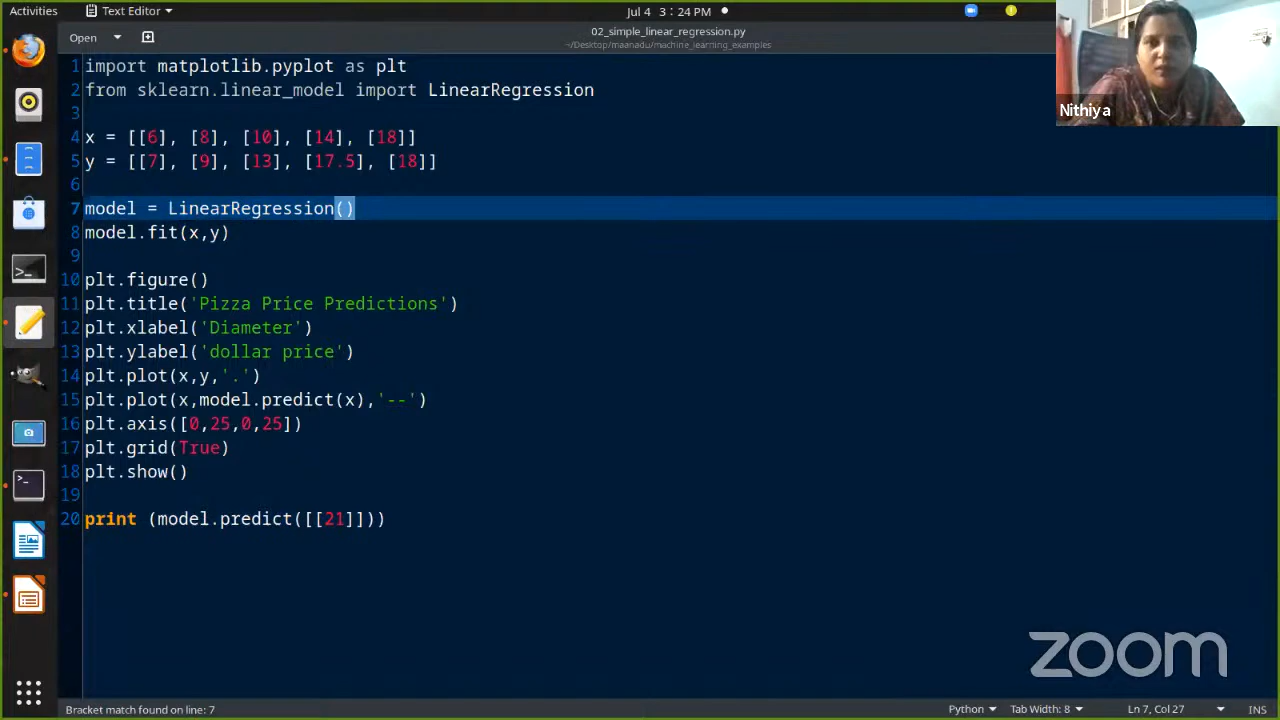 Activities
Text Editor
Jul 4 3:24 PM
Open
02_simple_linear_regression.py
~/Desktop/maanadu/machine_learning_examples
Nithiya
1 import matplotlib.pyplot as plt
2 from sklearn.linear_model import LinearRegression
3
4 x = [[6], [8], [10], [14], [18]]
5 y = [[7], [9], [13], [17.5], [18]]
6
7 model = LinearRegression()
8 model.fit(x,y)
9
10 plt.figure()
11 plt.title('Pizza Price Predictions')
12 plt.xlabel('Diameter')
13 plt.ylabel('dollar price')
14 plt.plot(x,y,'.')
15 plt.plot(x,model.predict(x),'--')
16 plt.axis([0,25,0,25])
17 plt.grid(True)
18 plt.show()
19
20 print (model.predict([[21]]))
zoom
Bracket match found on line: 7
Python
Tab Width: 8
Ln 7, Col 27
INS